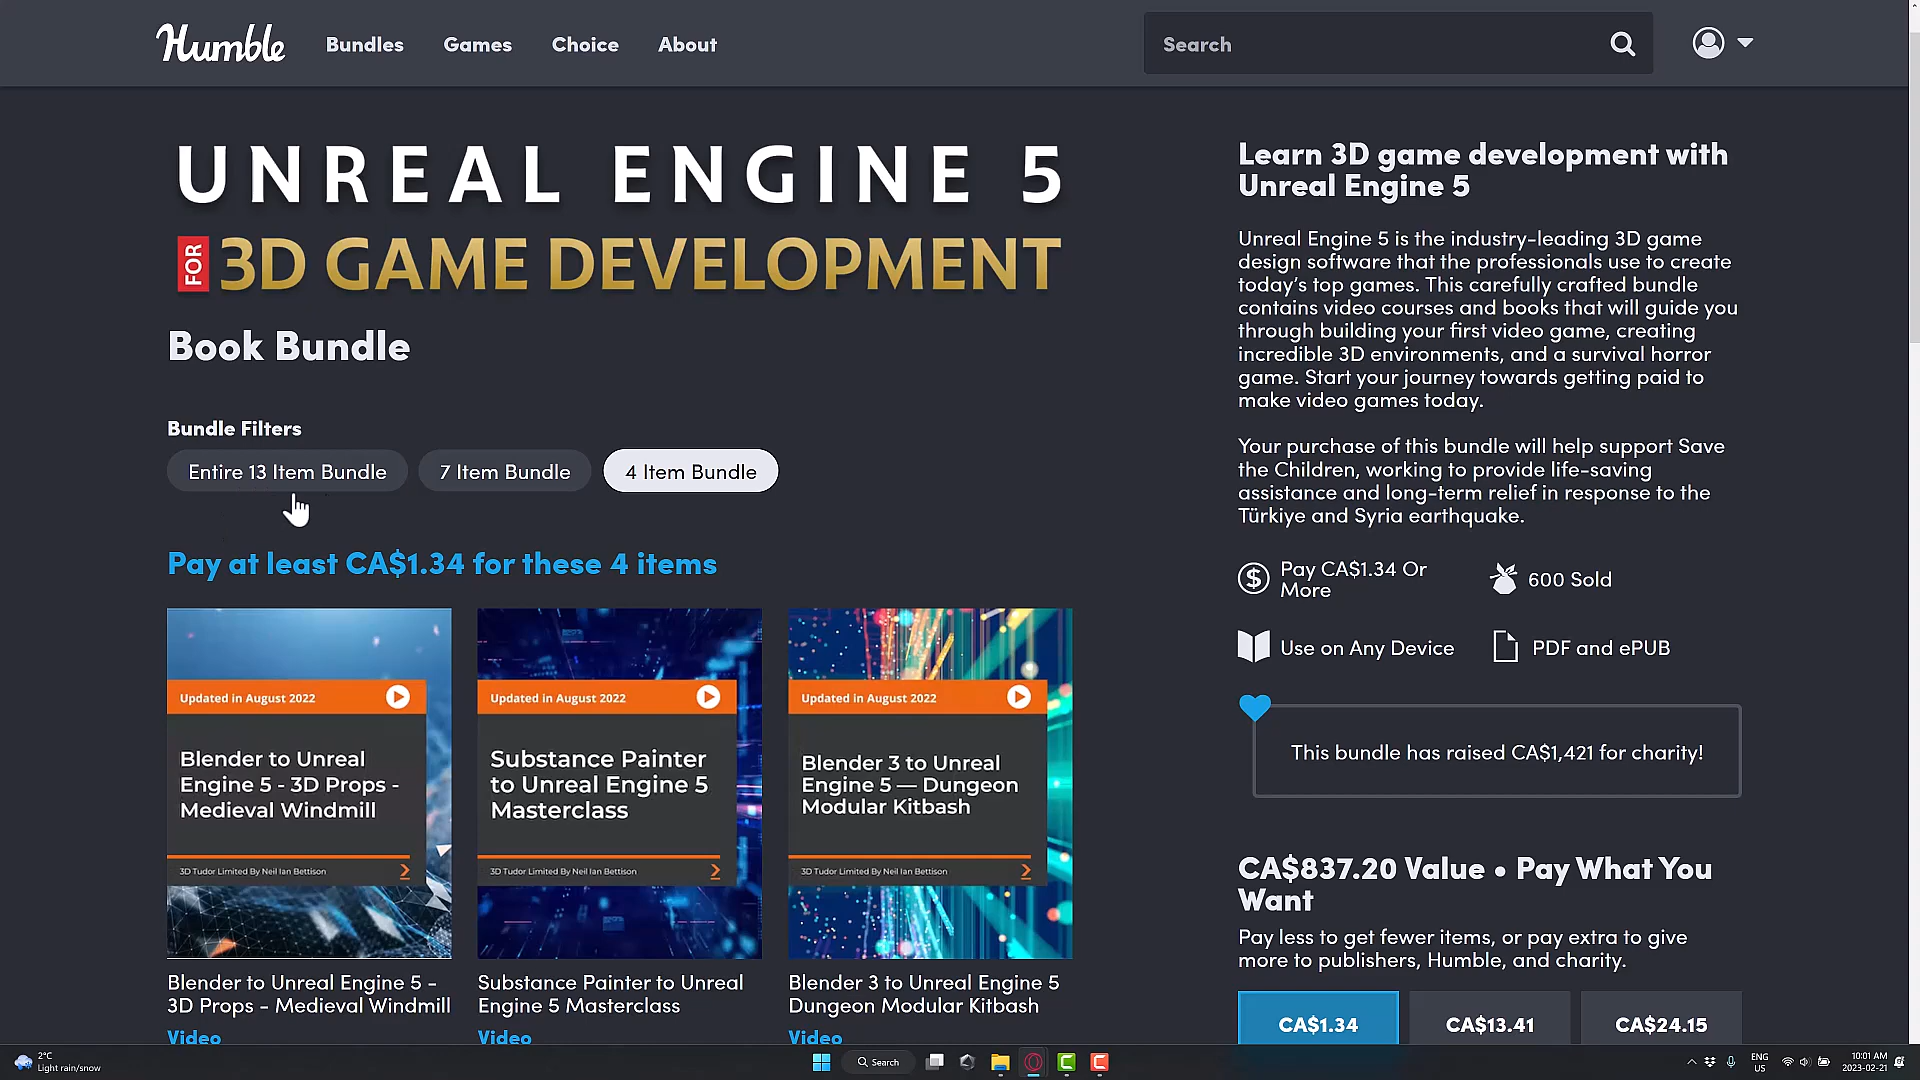 Humble
Bundles
Games
Choice
About
Search
UNREAL ENGINE 5
FOR 3D GAME DEVELOPMENT
Book Bundle
Bundle Filters
Entire 13 Item Bundle
7 Item Bundle
4 Item Bundle
Pay at least CA$1.34 for these 4 items
Updated in August 2022
Blender to Unreal
Engine 5 - 3D Props -
Medieval Windmill
3D Tudor Limited By Neil Ian Bettison
Updated in August 2022
Substance Painter
to Unreal Engine 5
Masterclass
3D Tudor Limited By Neil Ian Bettison
Updated in August 2022
Blender 3 to Unreal
Engine 5 — Dungeon
Modular Kitbash
3D Tudor Limited By Neil Ian Bettison
Blender to Unreal Engine 5 -
3D Props - Medieval Windmill
Video
Substance Painter to Unreal
Engine 5 Masterclass
Video
Blender 3 to Unreal Engine 5
Dungeon Modular Kitbash
Video
Learn 3D game development with
Unreal Engine 5
Unreal Engine 5 is the industry-leading 3D game
design software that the professionals use to create
today's top games. This carefully crafted bundle
contains video courses and books that will guide you
through building your first video game, creating
incredible 3D environments, and a survival horror
game. Start your journey towards getting paid to
make video games today.
Your purchase of this bundle will help support Save
the Children, working to provide life-saving
assistance and long-term relief in response to the
Türkiye and Syria earthquake.
Pay CA$1.34 Or
More
600 Sold
Use on Any Device
PDF and ePUB
This bundle has raised CA$1,421 for charity!
CA$837.20 Value • Pay What You
Want
Pay less to get fewer items, or pay extra to give
more to publishers, Humble, and charity.
CA$1.34
CA$13.41
CA$24.15
2°C
Light rain/snow
Search
ENG
US
10:01 AM
2023-02-21